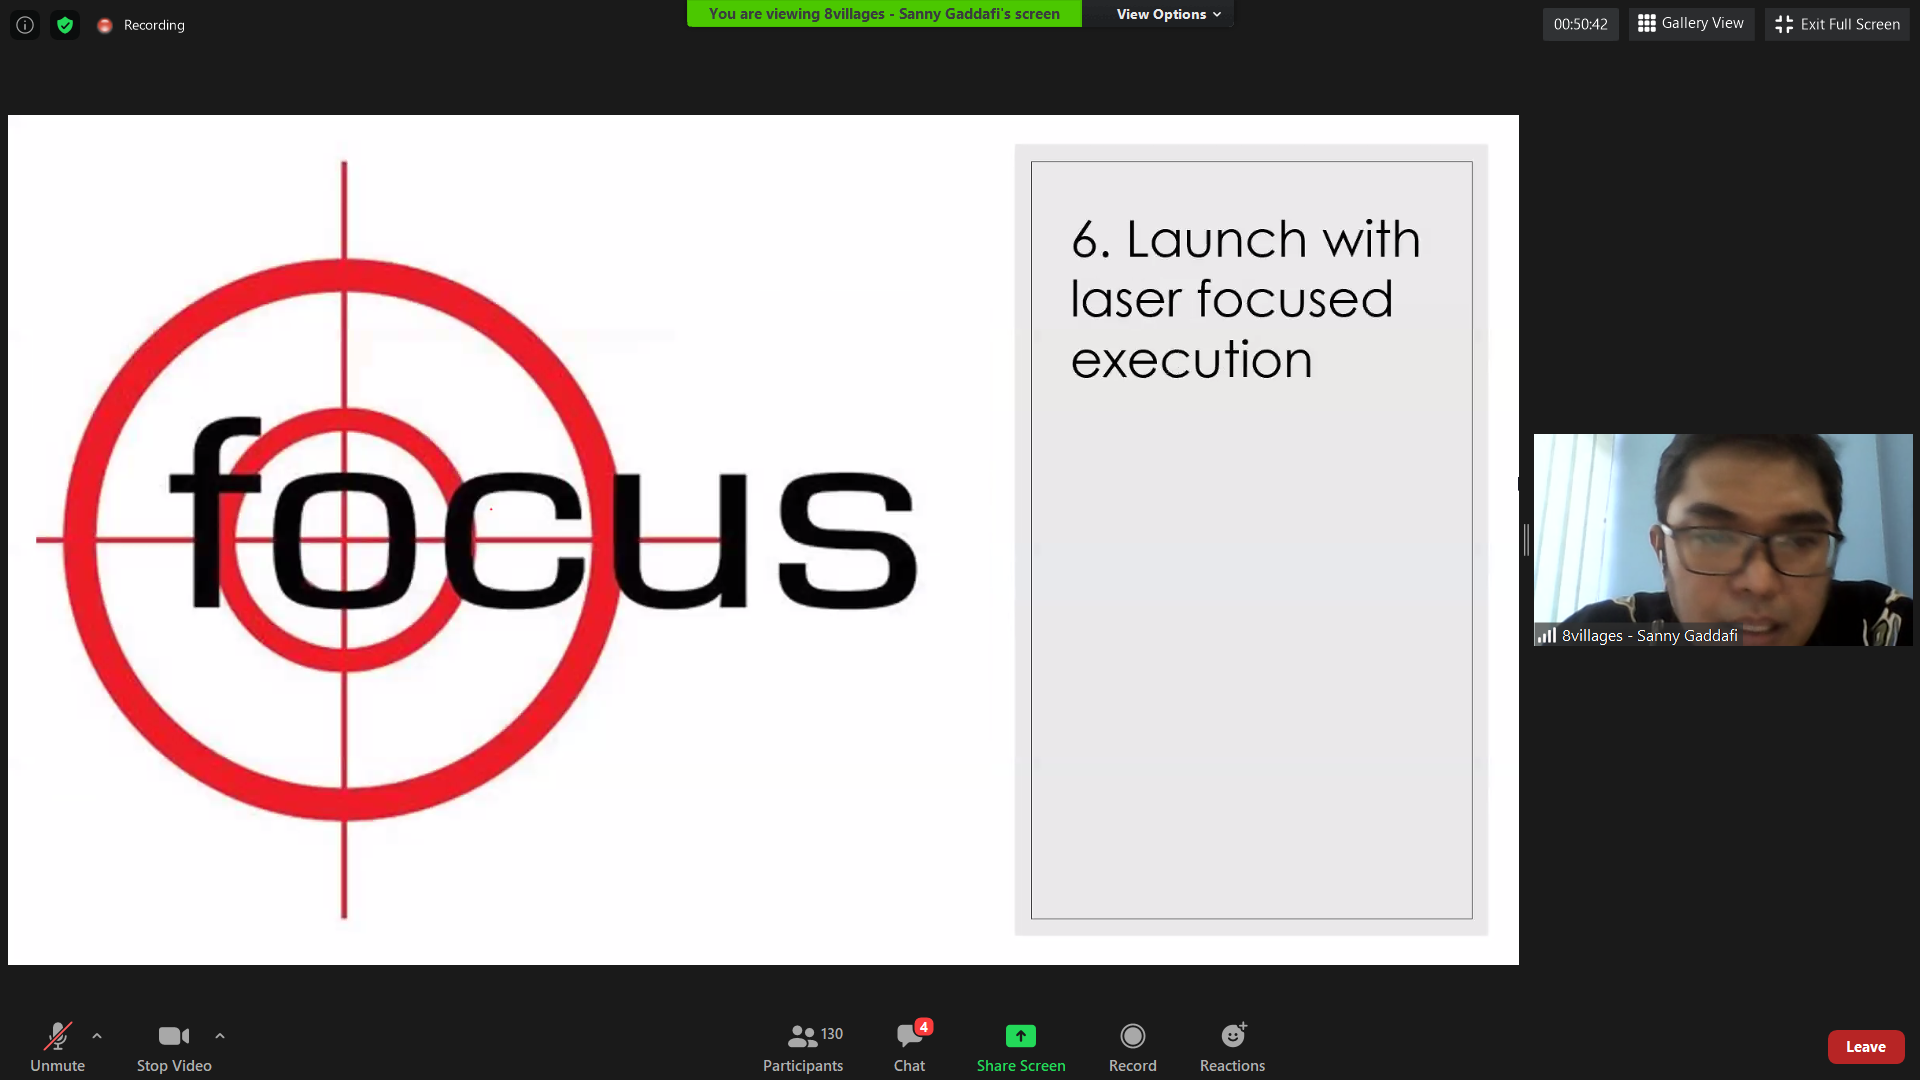 Recording
You are viewing 8villages - Sanny Gaddafi's screen
View Options
00:50:42
Gallery View
Exit Full Screen
focus
6. Launch with
laser focused
execution
8villages - Sanny Gaddafi
Unmute
Stop Video
130
Participants
4
Chat
Share Screen
Record
Reactions
Leave